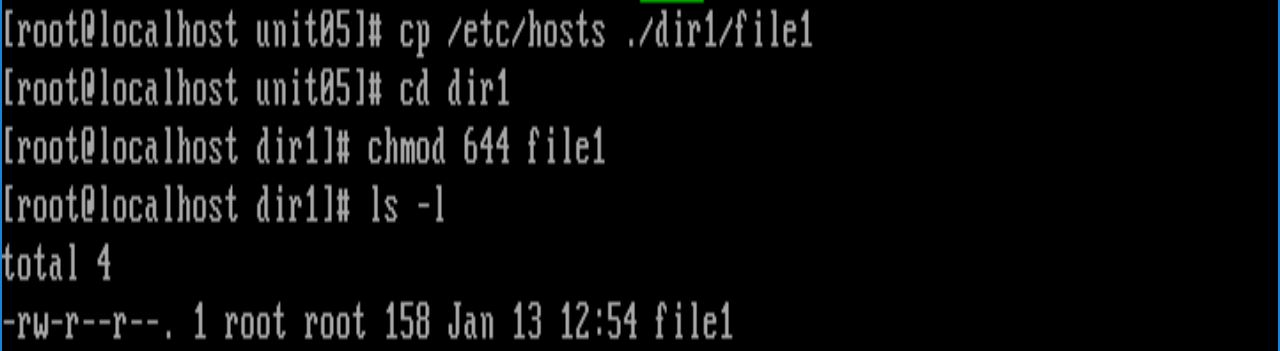 [root@localhost unit05]# cp /etc/hosts ./dir1/file1
[root@localhost unit05]# cd dir1
[root@localhost dir1]# chmod 644 file1
[root@localhost dir1]# ls -l
total 4
-rw-r--r--. 1 root root 158 Jan 13 12:54 file1